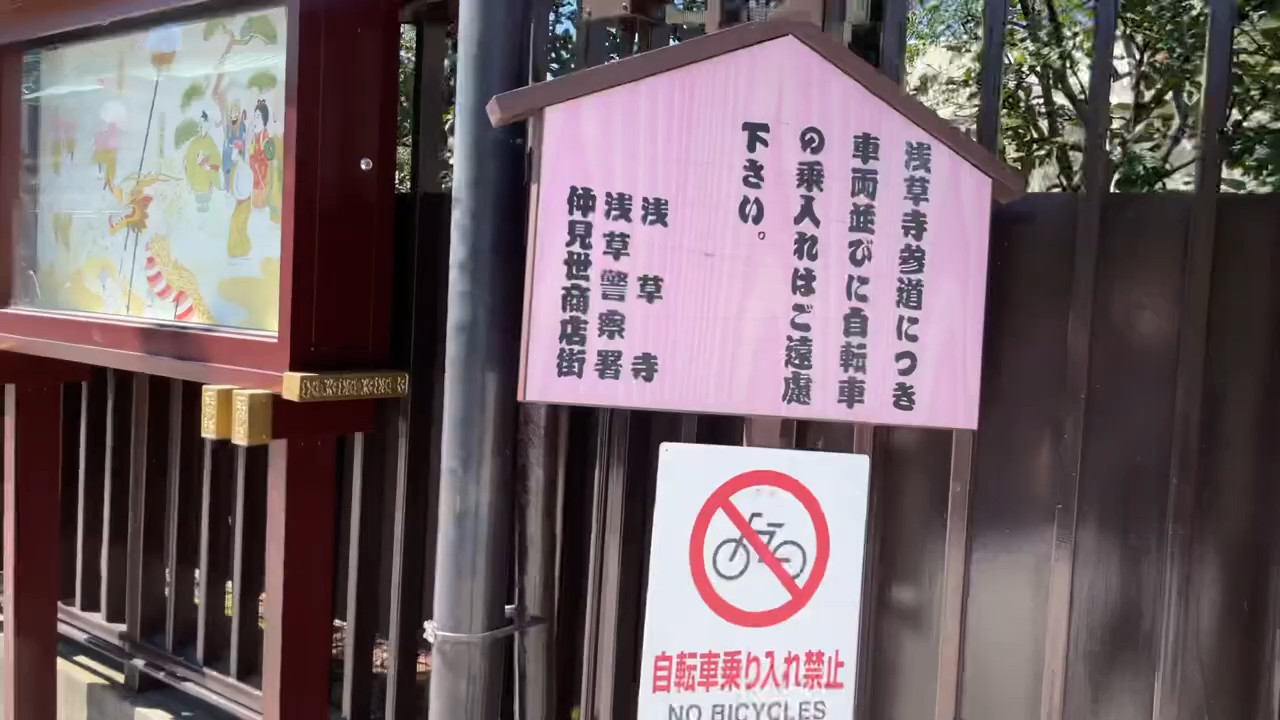 浅草寺参道につき
車両並びに自転車
の乗入れはご遠慮
下さい。
浅草寺
浅草警察署
仲見世商店街
自転車乗り入れ禁止
NO BICYCLES